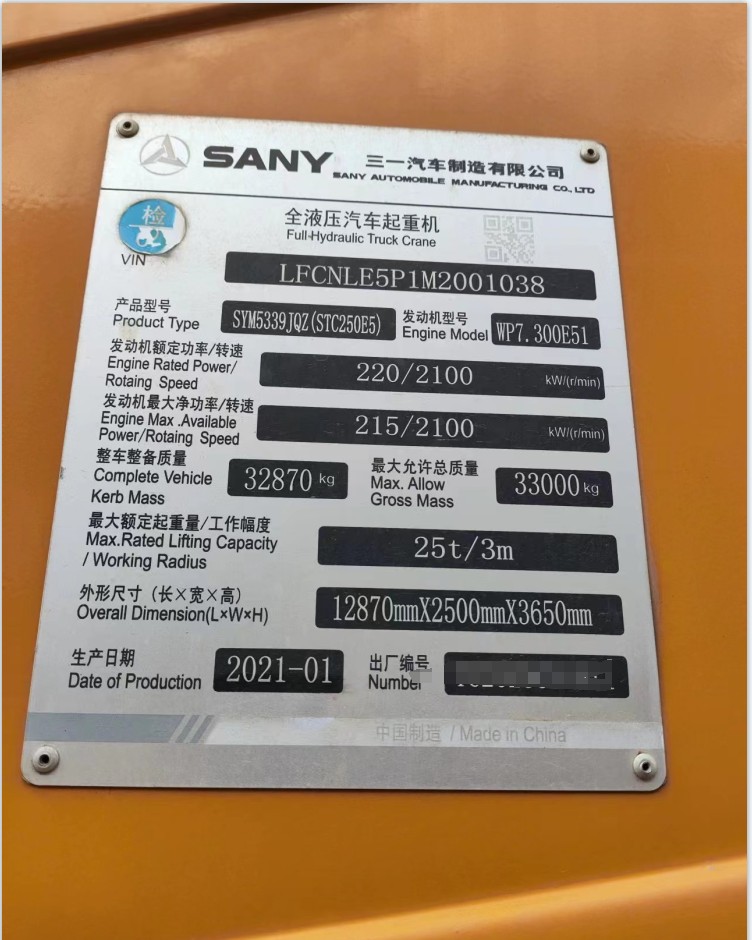 SANY 三一汽车制造有限公司
SANY AUTOMOBILE MANUFACTURING CO., LTD
检
全液压汽车起重机
Full-Hydraulic Truck Crane
VIN LFCNLE5P1M2001038
产品型号
Product Type SYM5339JQZ(STC250E5)
发动机型号
Engine Model WP7.300E51
发动机额定功率/转速
Engine Rated Power/
Rotaing Speed
220/2100 kW/(r/min)
发动机最大净功率/转速
Engine Max .Available
Power/Rotaing Speed
215/2100 kW/(r/min)
整车整备质量
Complete Vehicle
Kerb Mass
32870 kg
最大允许总质量
Max. Allow
Gross Mass
33000 kg
最大额定起重量/工作幅度
Max.Rated Lifting Capacity
/ Working Radius
25t/3m
外形尺寸（长×宽×高）
Overall Dimension(L×W×H)
12870mmX2500mmX3650mm
生产日期
Date of Production 2021-01
出厂编号
Number
中国制造 / Made in China